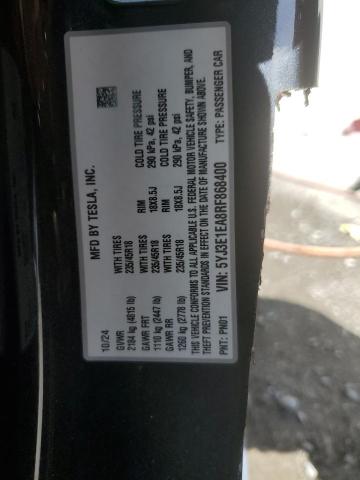 MFD BY TESLA, INC.
10/24
GVWR
2184 kg (4815 lb)
WITH TIRES RIM COLD TIRE PRESSURE
235/45R18 18X8.5J 290 kPa, 42 psi
GAWR FRT WITH TIRES RIM COLD TIRE PRESSURE
1110 kg (2447 lb) 235/45R18 18X8.5J 290 kPa, 42 psi
GAWR RR WITH TIRES RIM COLD TIRE PRESSURE
1260 kg (2778 lb) 235/45R18 18X8.5J 290 kPa, 42 psi
THIS VEHICLE CONFORMS TO ALL APPLICABLE U.S. FEDERAL MOTOR VEHICLE SAFETY, BUMPER, AND
THEFT PREVENTION STANDARDS IN EFFECT ON THE DATE OF MANUFACTURE SHOWN ABOVE.
VIN: 5YJ3E1EA8RF868400
PNT: PN01 TYPE: PASSENGER CAR